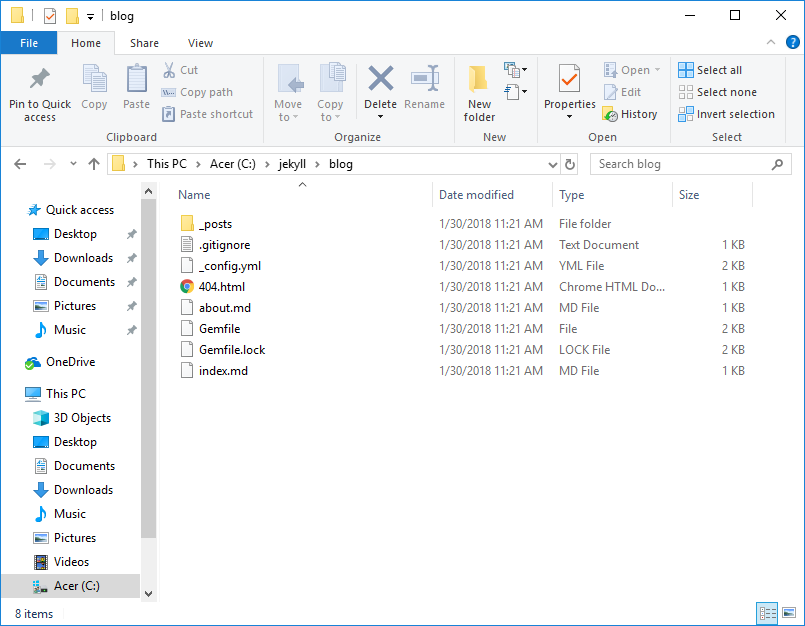 blog
File Home Share View
Pin to Quick access
Copy
Paste
Cut
Copy path
Paste shortcut
Clipboard
Move to
Copy to
Delete
Rename
Organize
New folder
New
Properties
Open
Edit
History
Open
Select all
Select none
Invert selection
Select
This PC › Acer (C:) › jekyll › blog
Search blog
Quick access
Desktop
Downloads
Documents
Pictures
Music
OneDrive
This PC
3D Objects
Desktop
Documents
Downloads
Music
Pictures
Videos
Acer (C:)
Name Date modified Type Size
_posts 1/30/2018 11:21 AM File folder
.gitignore 1/30/2018 11:21 AM Text Document 1 KB
_config.yml 1/30/2018 11:21 AM YML File 2 KB
404.html 1/30/2018 11:21 AM Chrome HTML Do... 1 KB
about.md 1/30/2018 11:21 AM MD File 1 KB
Gemfile 1/30/2018 11:21 AM File 2 KB
Gemfile.lock 1/30/2018 11:21 AM LOCK File 2 KB
index.md 1/30/2018 11:21 AM MD File 1 KB
8 items